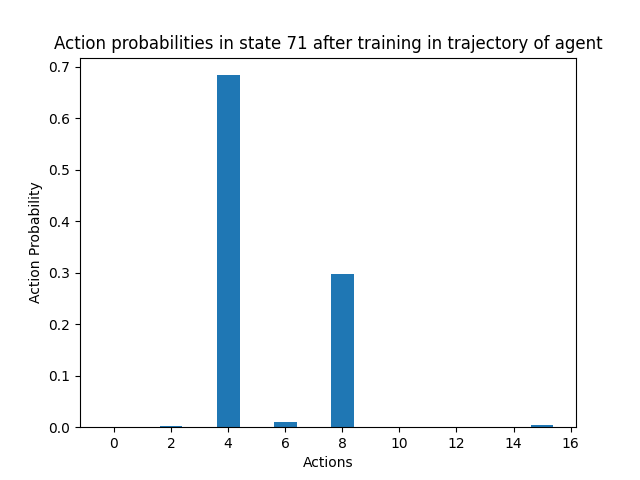 Action probabilities in state 71 after training in trajectory of agent
0.7
0.6
0.5
0.4
0.3
0.2
0.1
0.0
Action Probability
0 2 4 6 8 10 12 14 16
Actions